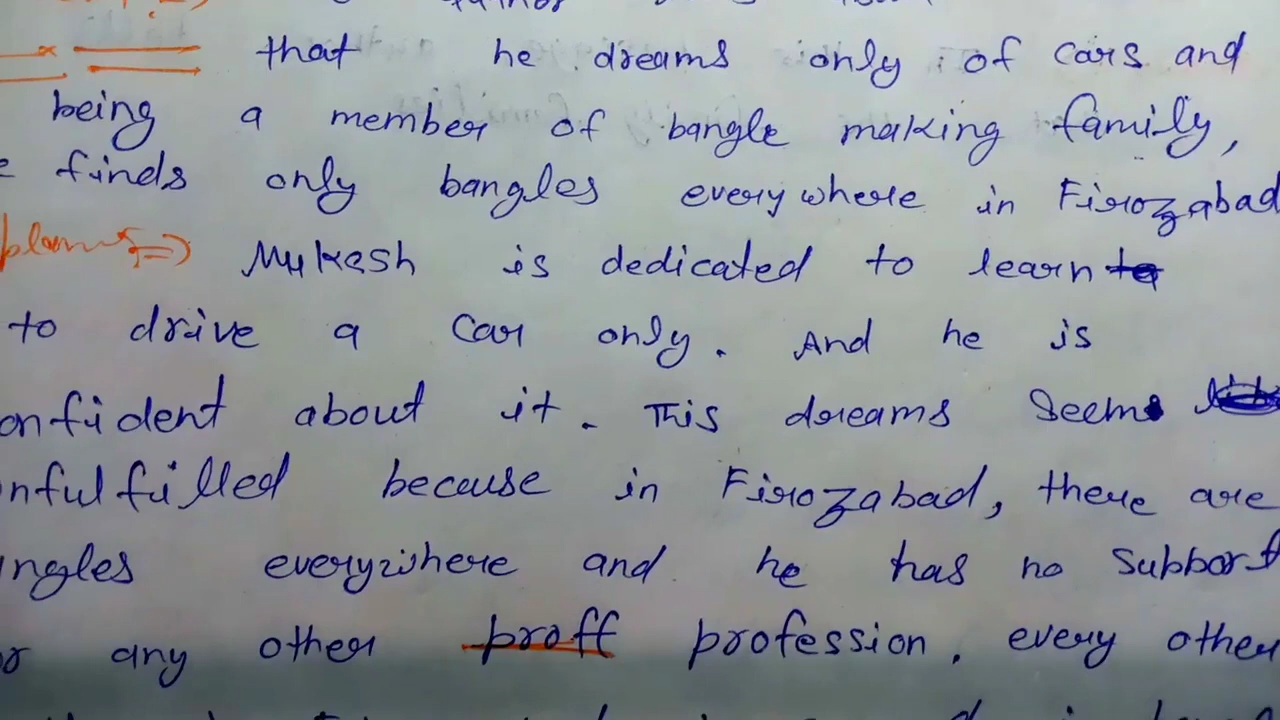 that he dreams only of cars and
being a member of bangle making family,
finds only bangles everywhere in Firozabad
Mukesh is dedicated to learn to
to drive a car only. And he is
onfident about it. This dreams Seems
nfulfilled because in Firozabad, there are
ngles everywhere and he has no Subbort
any other proff profession. every other